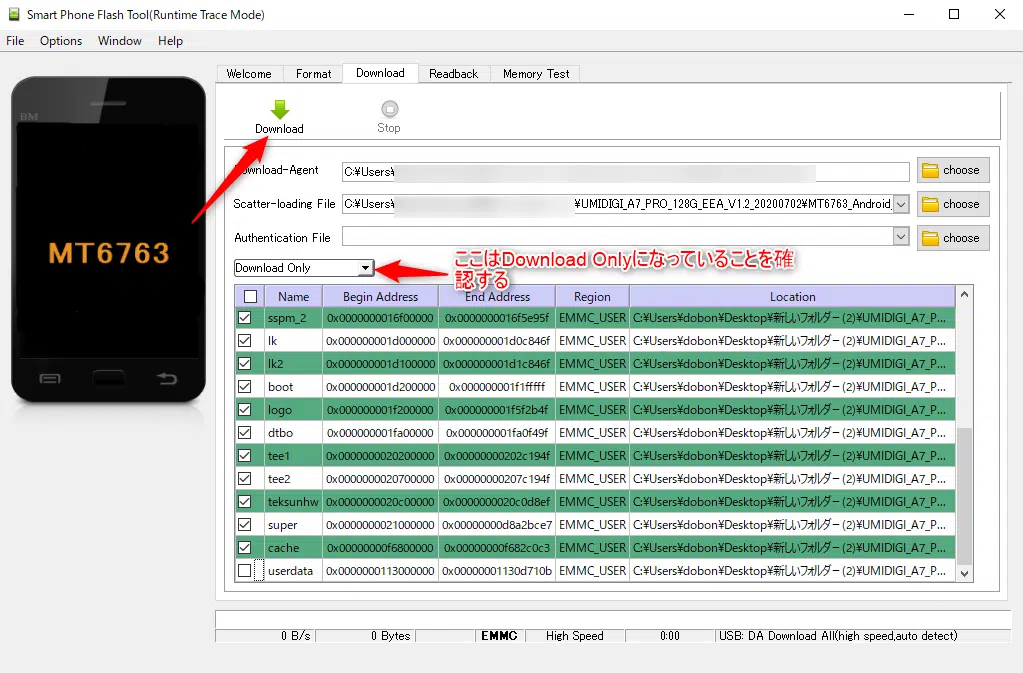 Smart Phone Flash Tool(Runtime Trace Mode)
File Options Window Help
BM
MT6763
Welcome Format Download Readback Memory Test
Download Stop
Download-Agent C:¥Users¥ choose
Scatter-loading File C:¥Users¥ ¥UMIDIGI_A7_PRO_128G_EEA_V1.2_20200702¥MT6763_Android_ choose
Authentication File choose
ここはDownload Onlyになっていることを確
認する
Download Only
Name Begin Address End Address Region Location
sspm_2 0x0000000016f00000 0x0000000016f5e95f EMMC_USER C:¥Users¥dobon¥Desktop¥新しいフォルダー (2)¥UMIDIGI_A7_P...
lk 0x000000001d000000 0x000000001d0c846f EMMC_USER C:¥Users¥dobon¥Desktop¥新しいフォルダー (2)¥UMIDIGI_A7_P...
lk2 0x000000001d100000 0x000000001d1c846f EMMC_USER C:¥Users¥dobon¥Desktop¥新しいフォルダー (2)¥UMIDIGI_A7_P...
boot 0x000000001d200000 0x000000001f1fffff EMMC_USER C:¥Users¥dobon¥Desktop¥新しいフォルダー (2)¥UMIDIGI_A7_P...
logo 0x000000001f200000 0x000000001f5f2b4f EMMC_USER C:¥Users¥dobon¥Desktop¥新しいフォルダー (2)¥UMIDIGI_A7_P...
dtbo 0x000000001fa00000 0x000000001fa0f49f EMMC_USER C:¥Users¥dobon¥Desktop¥新しいフォルダー (2)¥UMIDIGI_A7_P...
tee1 0x0000000020200000 0x00000000202c194f EMMC_USER C:¥Users¥dobon¥Desktop¥新しいフォルダー (2)¥UMIDIGI_A7_P...
tee2 0x0000000020700000 0x00000000207c194f EMMC_USER C:¥Users¥dobon¥Desktop¥新しいフォルダー (2)¥UMIDIGI_A7_P...
teksunhw 0x0000000020c00000 0x0000000020c0d8ef EMMC_USER C:¥Users¥dobon¥Desktop¥新しいフォルダー (2)¥UMIDIGI_A7_P...
super 0x0000000021000000 0x00000000d8a2bce7 EMMC_USER C:¥Users¥dobon¥Desktop¥新しいフォルダー (2)¥UMIDIGI_A7_P...
cache 0x00000000f6800000 0x00000000f682c0c3 EMMC_USER C:¥Users¥dobon¥Desktop¥新しいフォルダー (2)¥UMIDIGI_A7_P...
userdata 0x0000000113000000 0x00000001130d710b EMMC_USER C:¥Users¥dobon¥Desktop¥新しいフォルダー (2)¥UMIDIGI_A7_P...
0 B/s 0 Bytes EMMC High Speed 0:00 USB: DA Download All(high speed,auto detect)